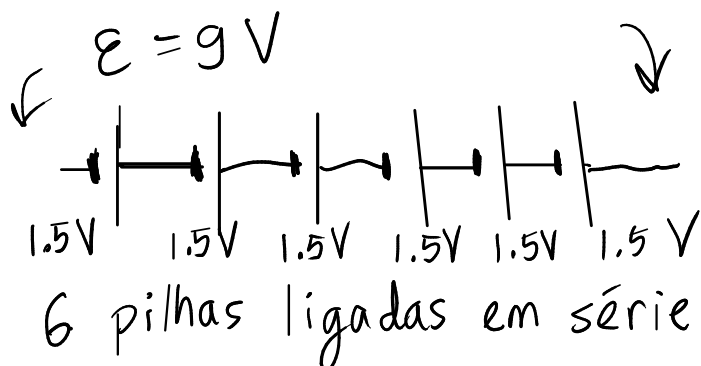 ε = 9 V
1.5V 1.5V 1.5V 1.5V 1.5V 1.5 V
6 pilhas ligadas em série